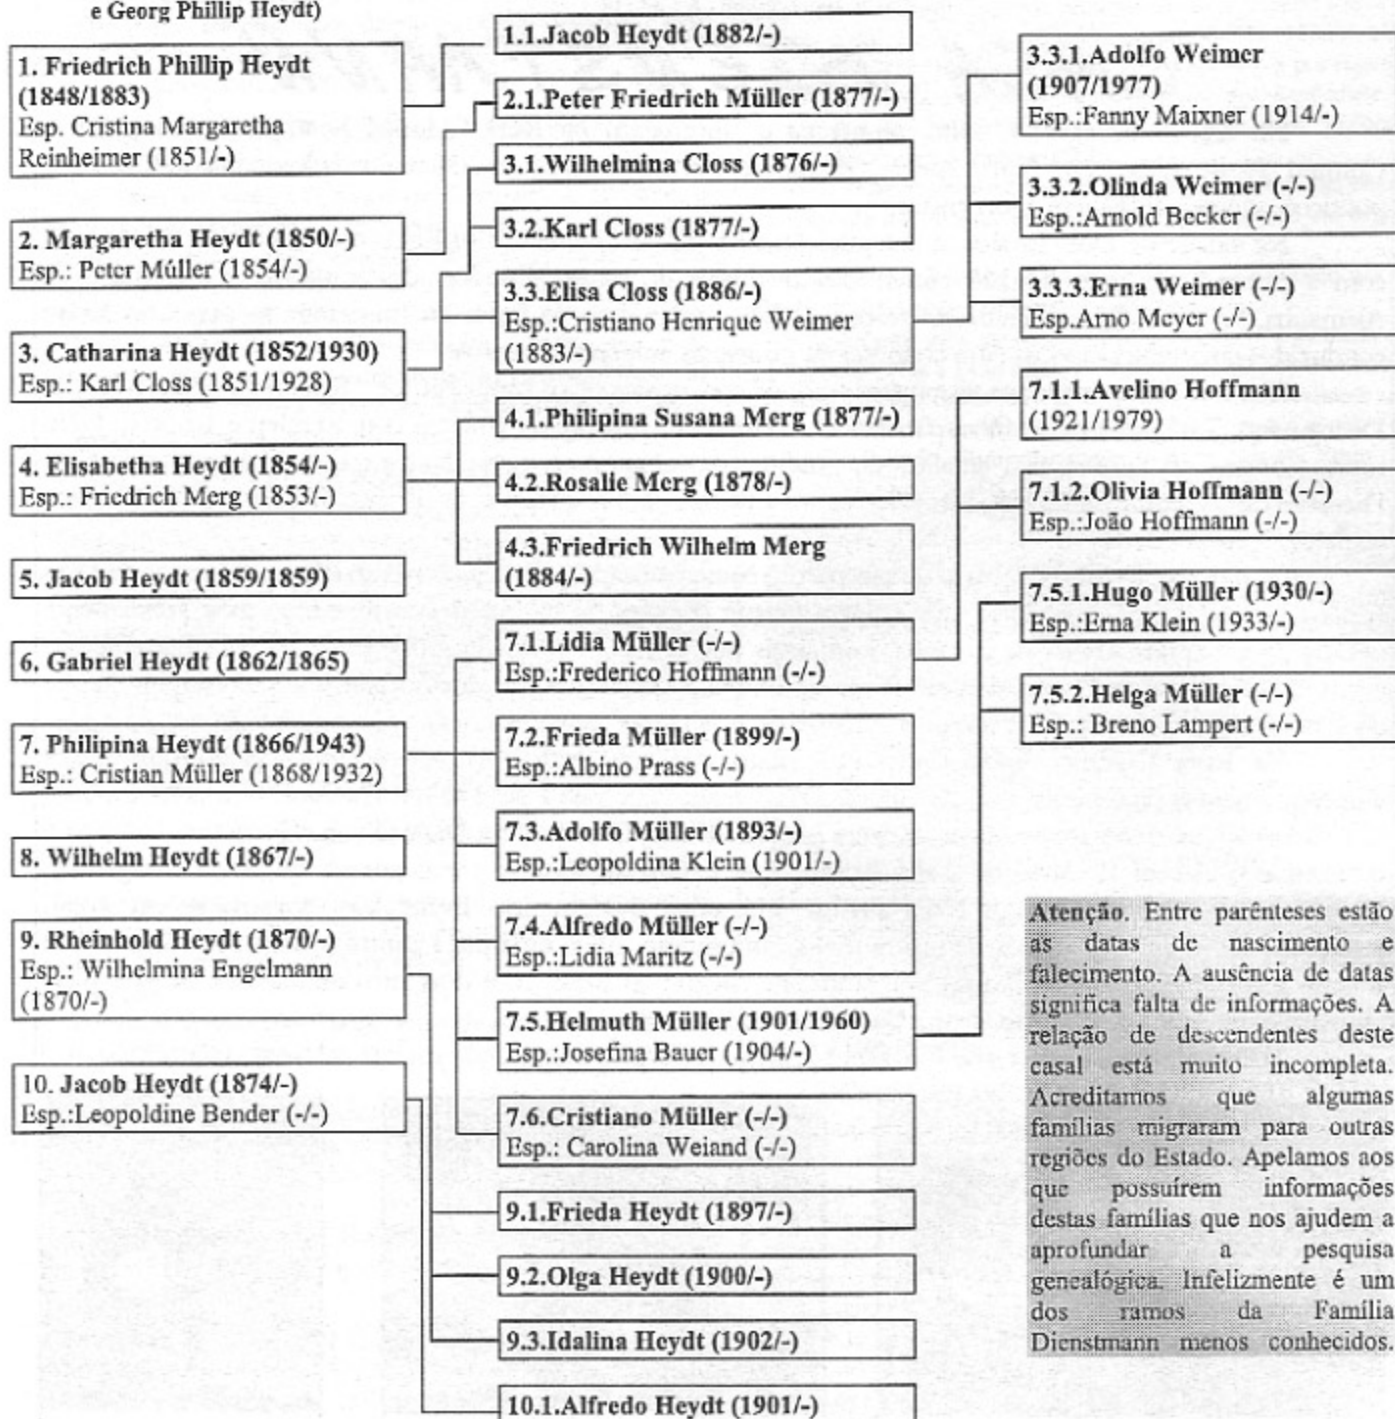 e Georg Phillip Heydt)
1. Friedrich Phillip Heydt
(1848/1883)
Esp. Cristina Margaretha
Reinheimer (1851/-)
2. Margaretha Heydt (1850/-)
Esp.: Peter Múller (1854/-)
3. Catharina Heydt (1852/1930)
Esp.: Karl Closs (1851/1928)
4. Elisabetha Heydt (1854/-)
Esp.: Friedrich Merg (1853/-)
5. Jacob Heydt (1859/1859)
6. Gabriel Heydt (1862/1865)
7. Philipina Heydt (1866/1943)
Esp.: Cristian Müller (1868/1932)
8. Wilhelm Heydt (1867/-)
9. Rheinhold Heydt (1870/-)
Esp.: Wilhelmina Engelmann
(1870/-)
10. Jacob Heydt (1874/-)
Esp.:Leopoldine Bender (-/-)
1.1.Jacob Heydt (1882/-)
2.1.Peter Friedrich Müller (1877/-)
3.1.Wilhelmina Closs (1876/-)
3.2.Karl Closs (1877/-)
3.3.Elisa Closs (1886/-)
Esp.:Cristiano Henrique Weimer
(1883/-)
4.1.Philipina Susana Merg (1877/-)
4.2.Rosalie Merg (1878/-)
4.3.Friedrich Wilhelm Merg
(1884/-)
7.1.Lidia Müller (-/-)
Esp.:Frederico Hoffmann (-/-)
7.2.Frieda Müller (1899/-)
Esp.:Albino Prass (-/-)
7.3.Adolfo Müller (1893/-)
Esp.:Leopoldina Klein (1901/-)
7.4.Alfredo Müller (-/-)
Esp.:Lidia Maritz (-/-)
7.5.Helmuth Müller (1901/1960)
Esp.:Josefina Bauer (1904/-)
7.6.Cristiano Müller (-/-)
Esp.: Carolina Weiand (-/-)
9.1.Frieda Heydt (1897/-)
9.2.Olga Heydt (1900/-)
9.3.Idalina Heydt (1902/-)
10.1.Alfredo Heydt (1901/-)
3.3.1.Adolfo Weimer
(1907/1977)
Esp.:Fanny Maixner (1914/-)
3.3.2.Olinda Weimer (-/-)
Esp.:Arnold Becker (-/-)
3.3.3.Erna Weimer (-/-)
Esp.Arno Meyer (-/-)
7.1.1.Avelino Hoffmann
(1921/1979)
7.1.2.Olivia Hoffmann (-/-)
Esp.:João Hoffmann (-/-)
7.5.1.Hugo Müller (1930/-)
Esp.:Erna Klein (1933/-)
7.5.2.Helga Müller (-/-)
Esp.: Breno Lampert (-/-)
Atenção. Entre parênteses estão
as datas de nascimento e
falecimento. A ausência de datas
significa falta de informações. A
relação de descendentes deste
casal está muito incompleta.
Acreditamos que algumas
famílias migraram para outras
regiões do Estado. Apelamos aos
que possuírem informações
destas famílias que nos ajudem a
aprofundar a pesquisa
genealógica. Infelizmente é um
dos ramos da Família
Dienstmann menos conhecidos.